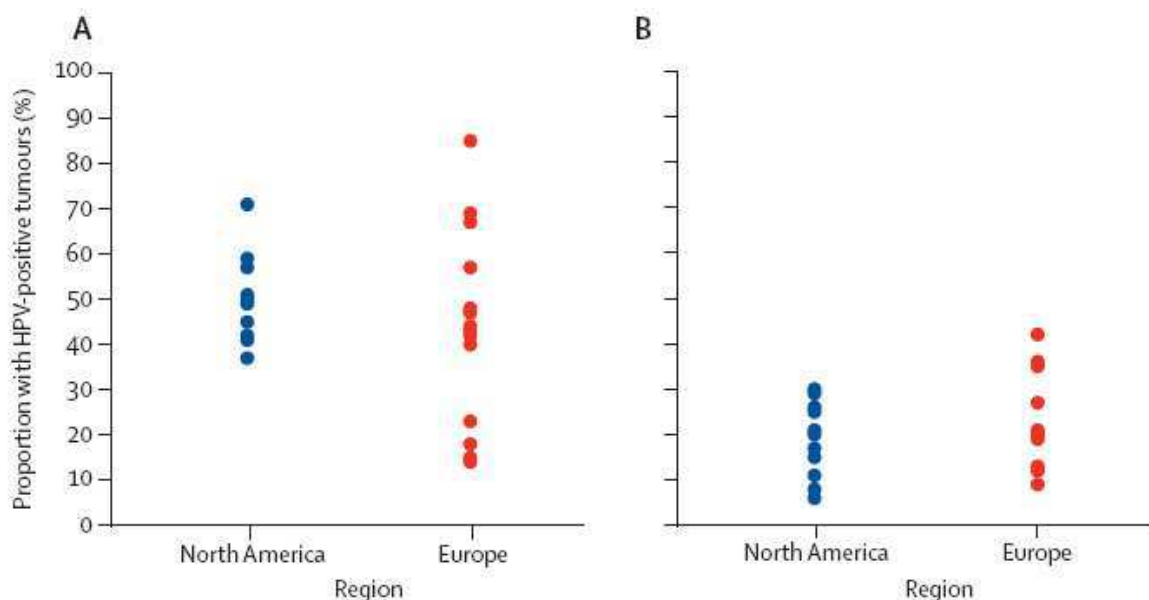 A
Proportion with HPV-positive tumours (%)
100
90
80
70
60
50
40
30
20
10
0
North America
Europe
Region
B
North America
Europe
Region